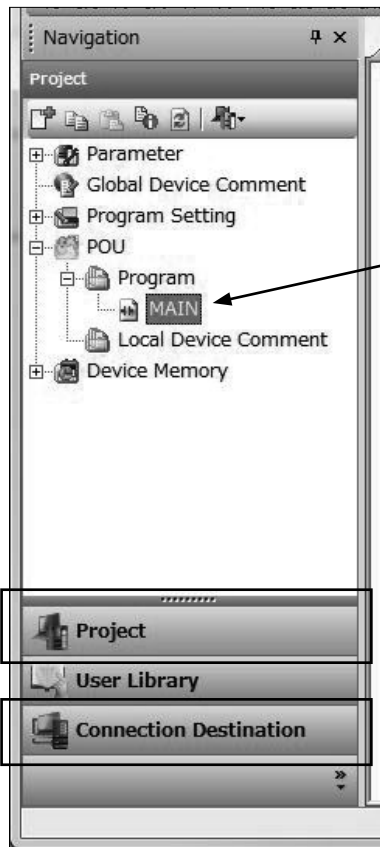 Navigation
Project
Parameter
Global Device Comment
Program Setting
POU
Program
MAIN
Local Device Comment
Device Memory
Project
User Library
Connection Destination